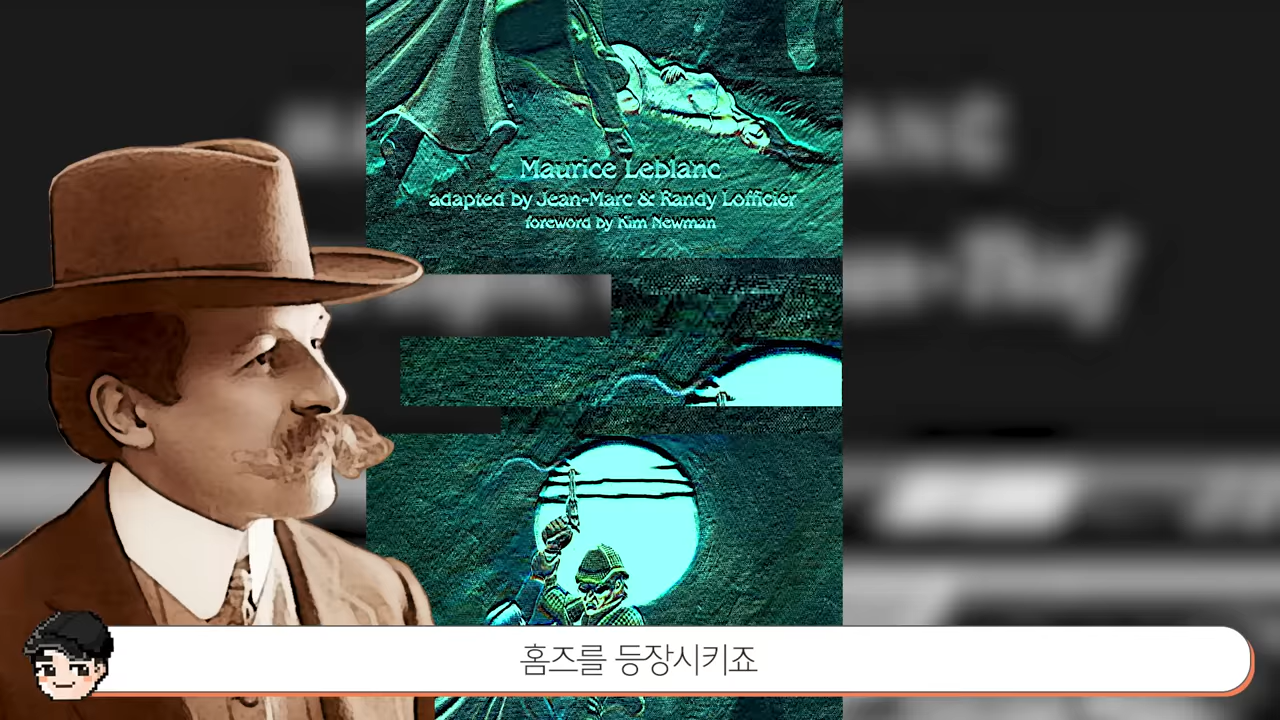 Maurice Leblanc
adapted by Jean-Marc & Randy Lofficier
foreword by Kim Newman
홈즈를 등장시키죠